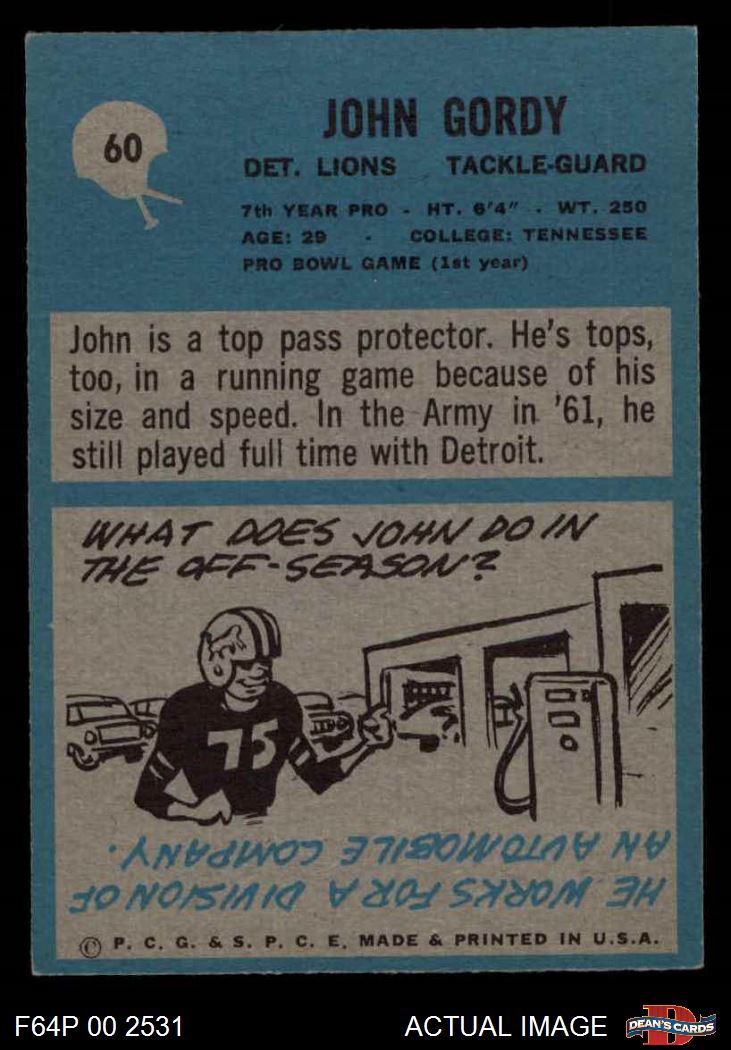 60
JOHN GORDY
DET. LIONS TACKLE-GUARD
7th YEAR PRO - HT. 6'4" - WT. 250
AGE: 29 - COLLEGE: TENNESSEE
PRO BOWL GAME (1st year)
John is a top pass protector. He's tops,
too, in a running game because of his
size and speed. In the Army in '61, he
still played full time with Detroit.
WHAT DOES JOHN DO IN
THE OFF-SEASON?
75
HE WORKS FOR A DIVISION OF
AN AUTOMOBILE COMPANY.
© P. C. G. & S. P. C. E. MADE & PRINTED IN U.S.A.
F64P 00 2531
ACTUAL IMAGE
DEAN'S CARDS